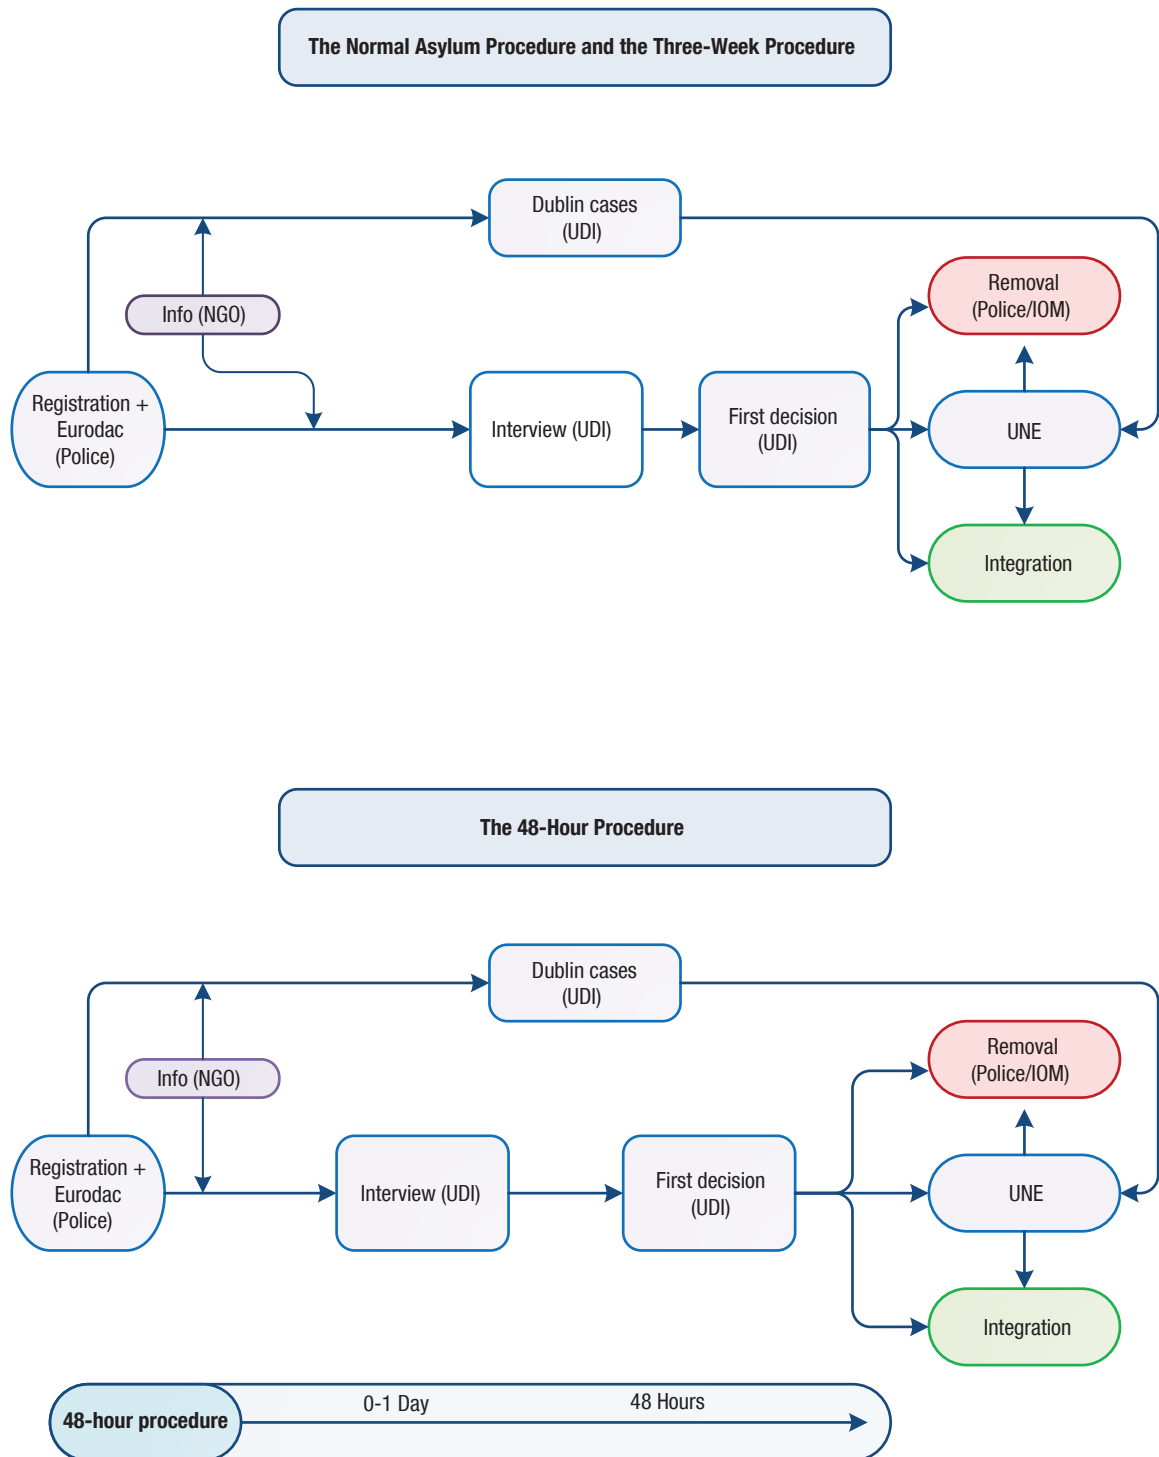 The Normal Asylum Procedure and the Three-Week Procedure
Dublin cases
(UDI)
Removal
(Police/IOM)
Info (NGO)
Registration +
Eurodac
(Police)
Interview (UDI)
First decision
(UDI)
UNE
Integration
The 48-Hour Procedure
Dublin cases
(UDI)
Removal
(Police/IOM)
Info (NGO)
Registration +
Eurodac
(Police)
Interview (UDI)
First decision
(UDI)
UNE
Integration
48-hour procedure
0-1 Day
48 Hours